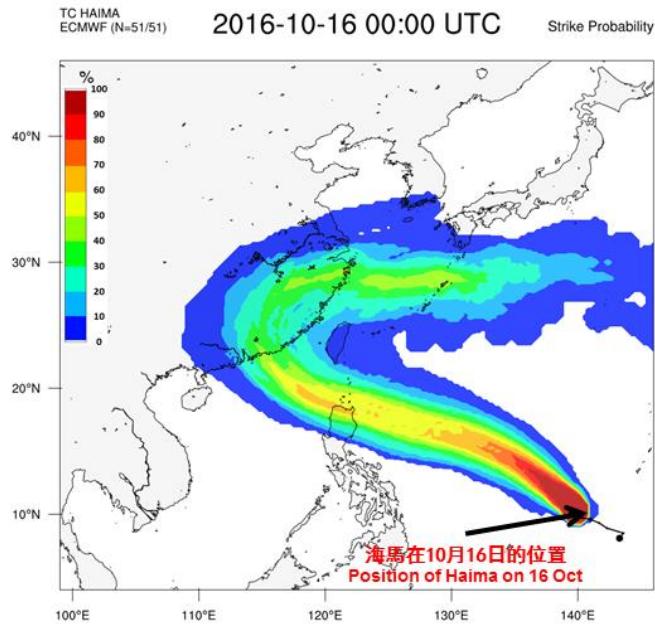 TC HAIMA
ECMWF (N=51/51)
2016-10-16 00:00 UTC
Strike Probability
%
100
90
80
70
60
50
40
30
20
10
0
40°N
30°N
20°N
10°N
海馬在10月16日的位置
Position of Haima on 16 Oct
100°E
110°E
120°E
130°E
140°E